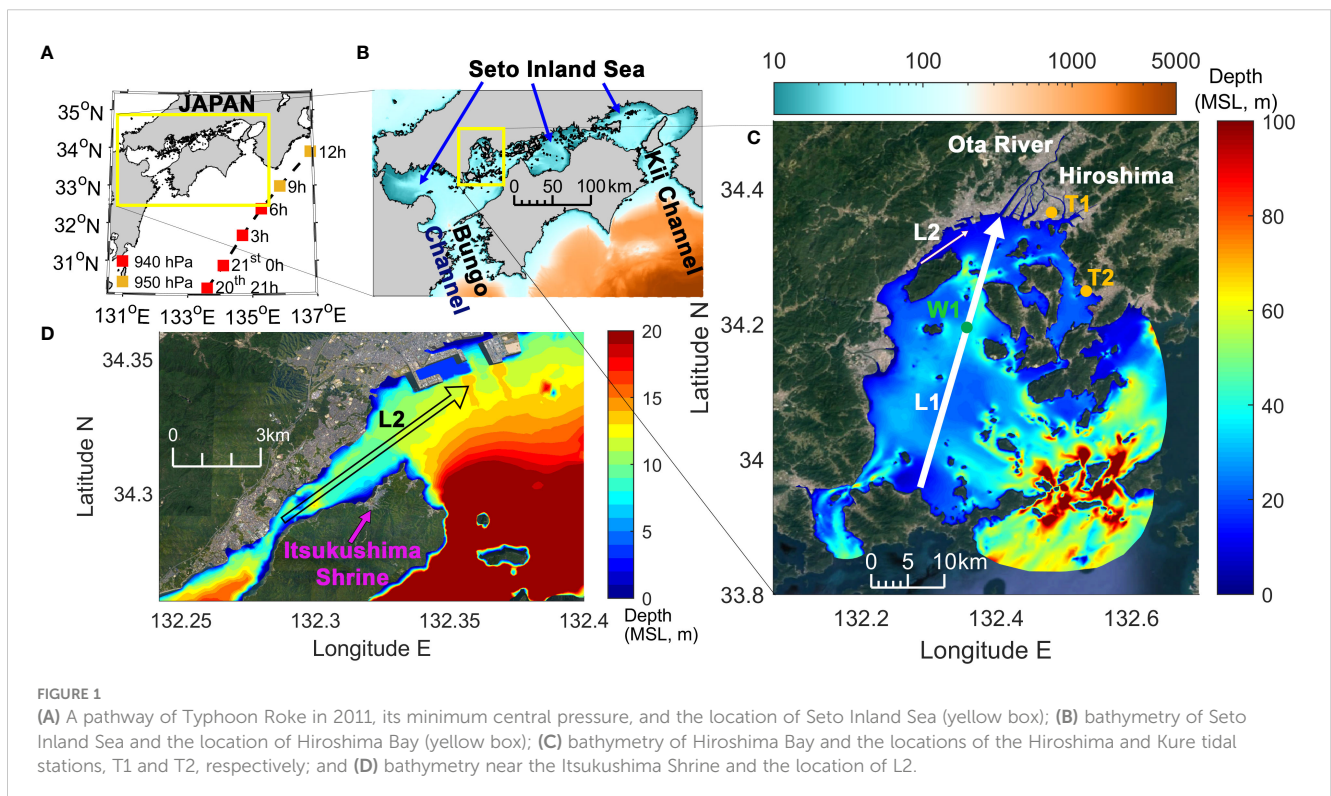 A
JAPAN
35°N
34°N
33°N
32°N
31°N
12h
9h
6h
3h
21st 0h
20th 21h
940 hPa
950 hPa
131°E 133°E 135°E 137°E
B
Seto Inland Sea
0 50 100 km
Bungo
Channel
Kii Channel
10 100 1000 5000
Depth
(MSL, m)
C
Ota River
Hiroshima
T1
L2
T2
W1
L1
0 5 10km
34.4
34.2
34
33.8
Latitude N
132.2 132.4 132.6
Longitude E
100
80
60
40
20
0
D
L2
0 3km
Itsukushima
Shrine
34.35
34.3
Latitude N
132.25 132.3 132.35 132.4
Longitude E
20
15
10
5
0
Depth
(MSL, m)
FIGURE 1
(A) A pathway of Typhoon Roke in 2011, its minimum central pressure, and the location of Seto Inland Sea (yellow box); (B) bathymetry of Seto
Inland Sea and the location of Hiroshima Bay (yellow box); (C) bathymetry of Hiroshima Bay and the locations of the Hiroshima and Kure tidal
stations, T1 and T2, respectively; and (D) bathymetry near the Itsukushima Shrine and the location of L2.